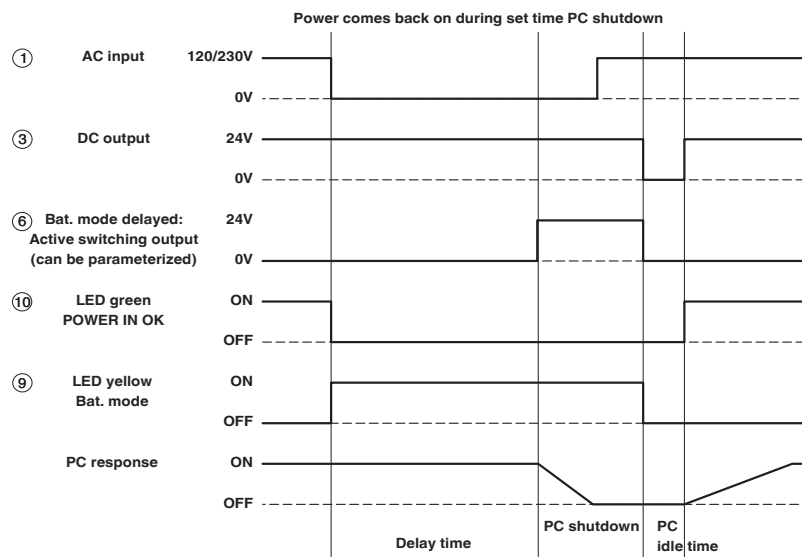 Power comes back on during set time PC shutdown
1 AC input 120/230V
0V
3 DC output 24V
0V
6 Bat. mode delayed: 24V
Active switching output
(can be parameterized) 0V
10 LED green ON
POWER IN OK
OFF
9 LED yellow ON
Bat. mode
OFF
PC response ON
OFF
Delay time
PC shutdown
PC
idle time